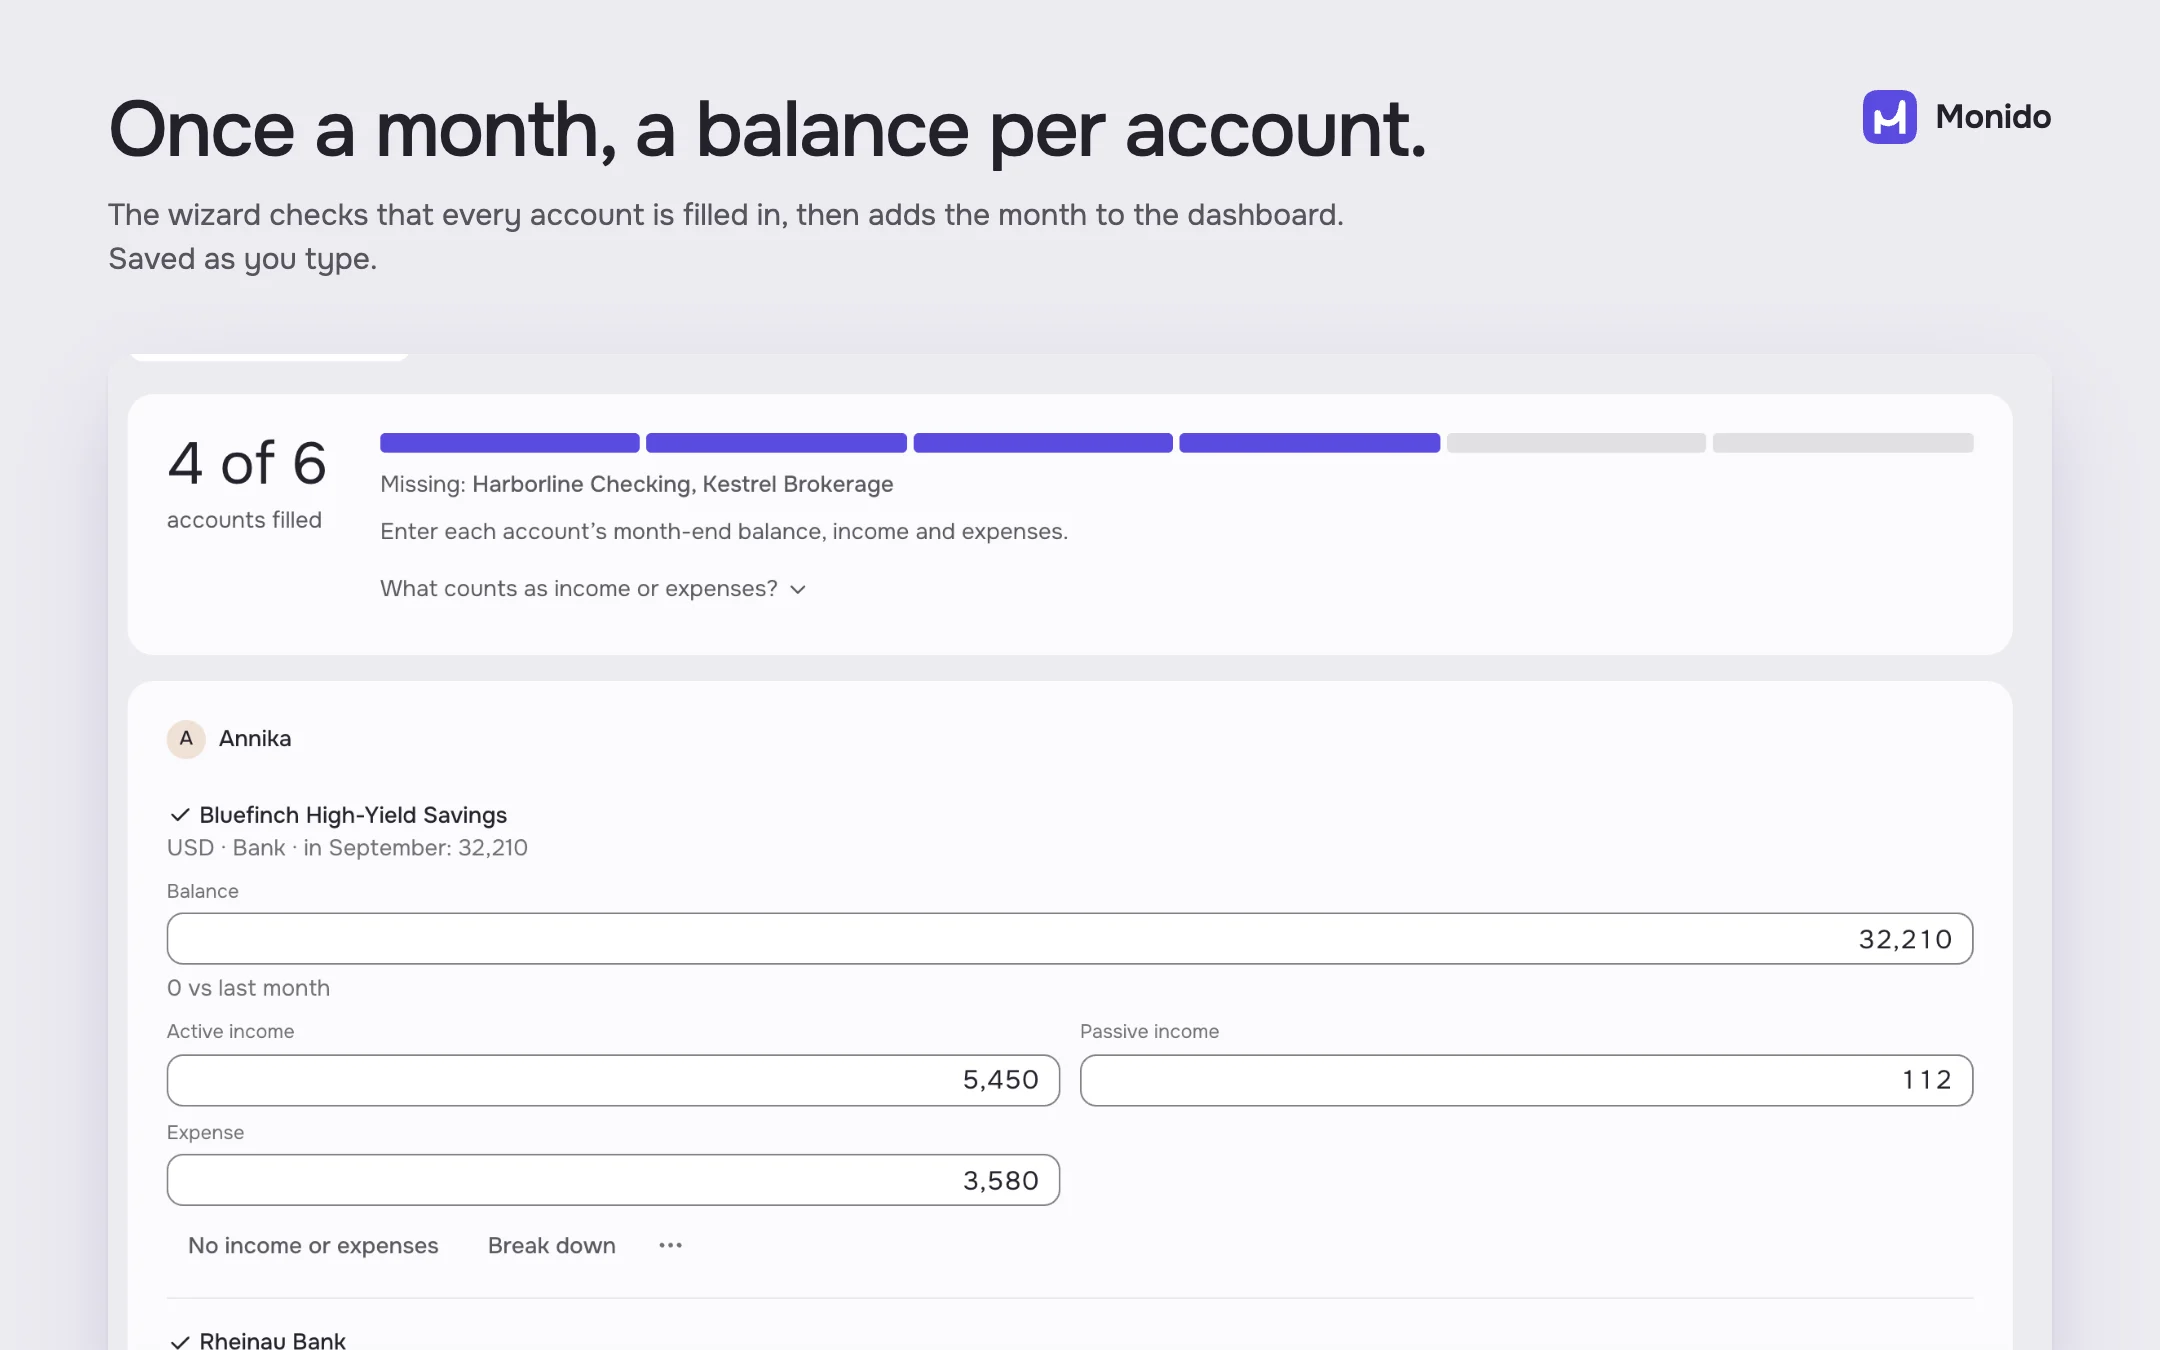 Once a month, a balance per account.
Monido
The wizard checks that every account is filled in, then adds the month to the dashboard.
Saved as you type.
4 of 6
accounts filled
Missing: Harborline Checking, Kestrel Brokerage
Enter each account’s month-end balance, income and expenses.
What counts as income or expenses?
A Annika
Bluefinch High-Yield Savings
USD · Bank · in September: 32,210
Balance
32,210
0 vs last month
Active income
Passive income
5,450
112
Expense
3,580
No income or expenses Break down ···
Rheinau Bank